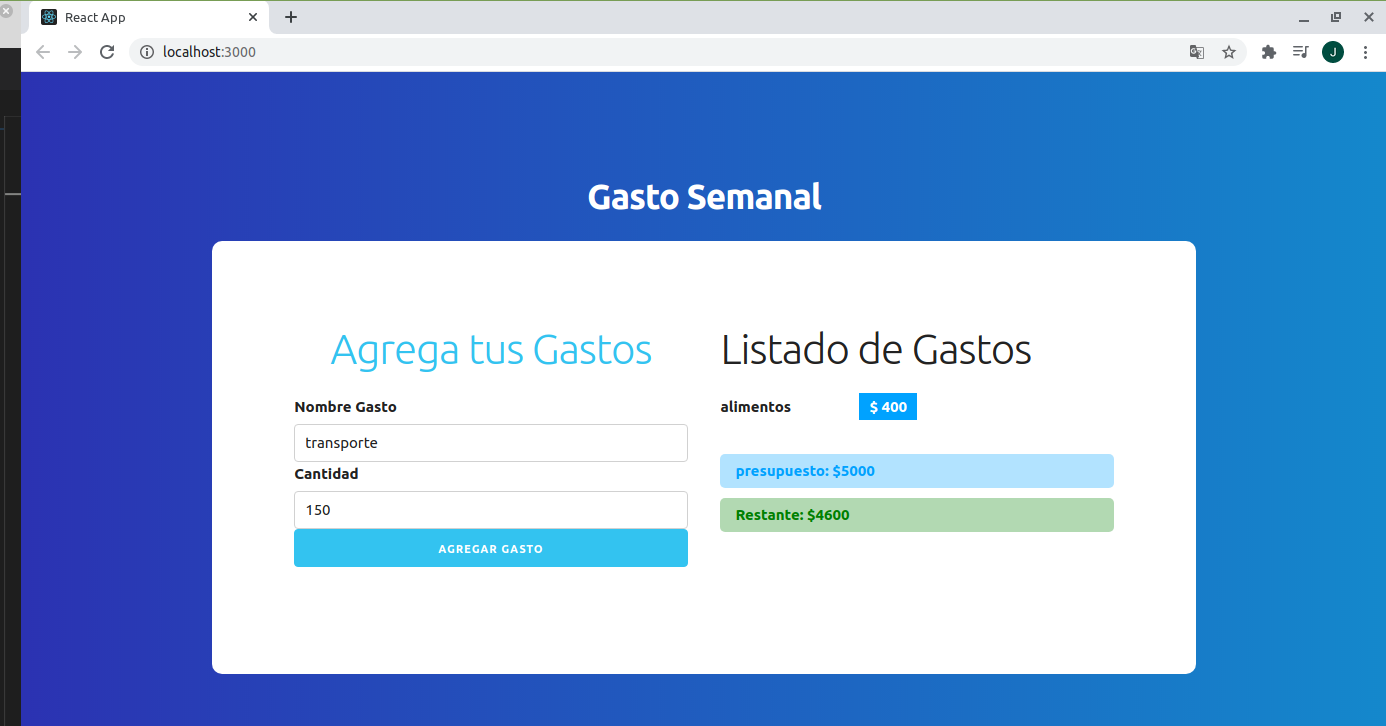 React App
localhost:3000
J
Gasto Semanal
Agrega tus Gastos
Nombre Gasto
transporte
Cantidad
150
AGREGAR GASTO
Listado de Gastos
alimentos $ 400
presupuesto: $5000
Restante: $4600